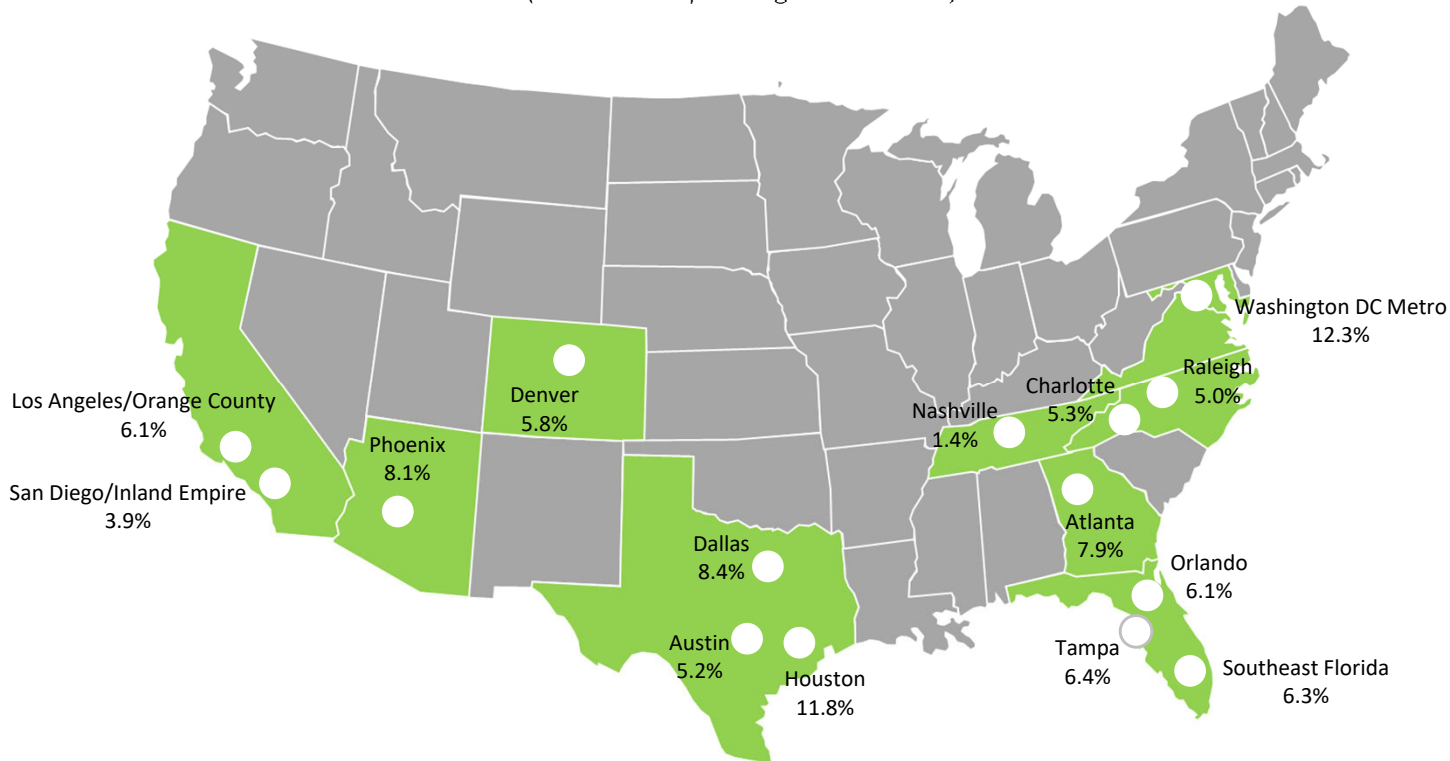 Washington DC Metro
12.3%
Los Angeles/Orange County
6.1%
San Diego/Inland Empire
3.9%
Phoenix
8.1%
Denver
5.8%
Dallas
8.4%
Austin
5.2%
Houston
11.8%
Nashville
1.4%
Charlotte
5.3%
Raleigh
5.0%
Atlanta
7.9%
Orlando
6.1%
Tampa
6.4%
Southeast Florida
6.3%